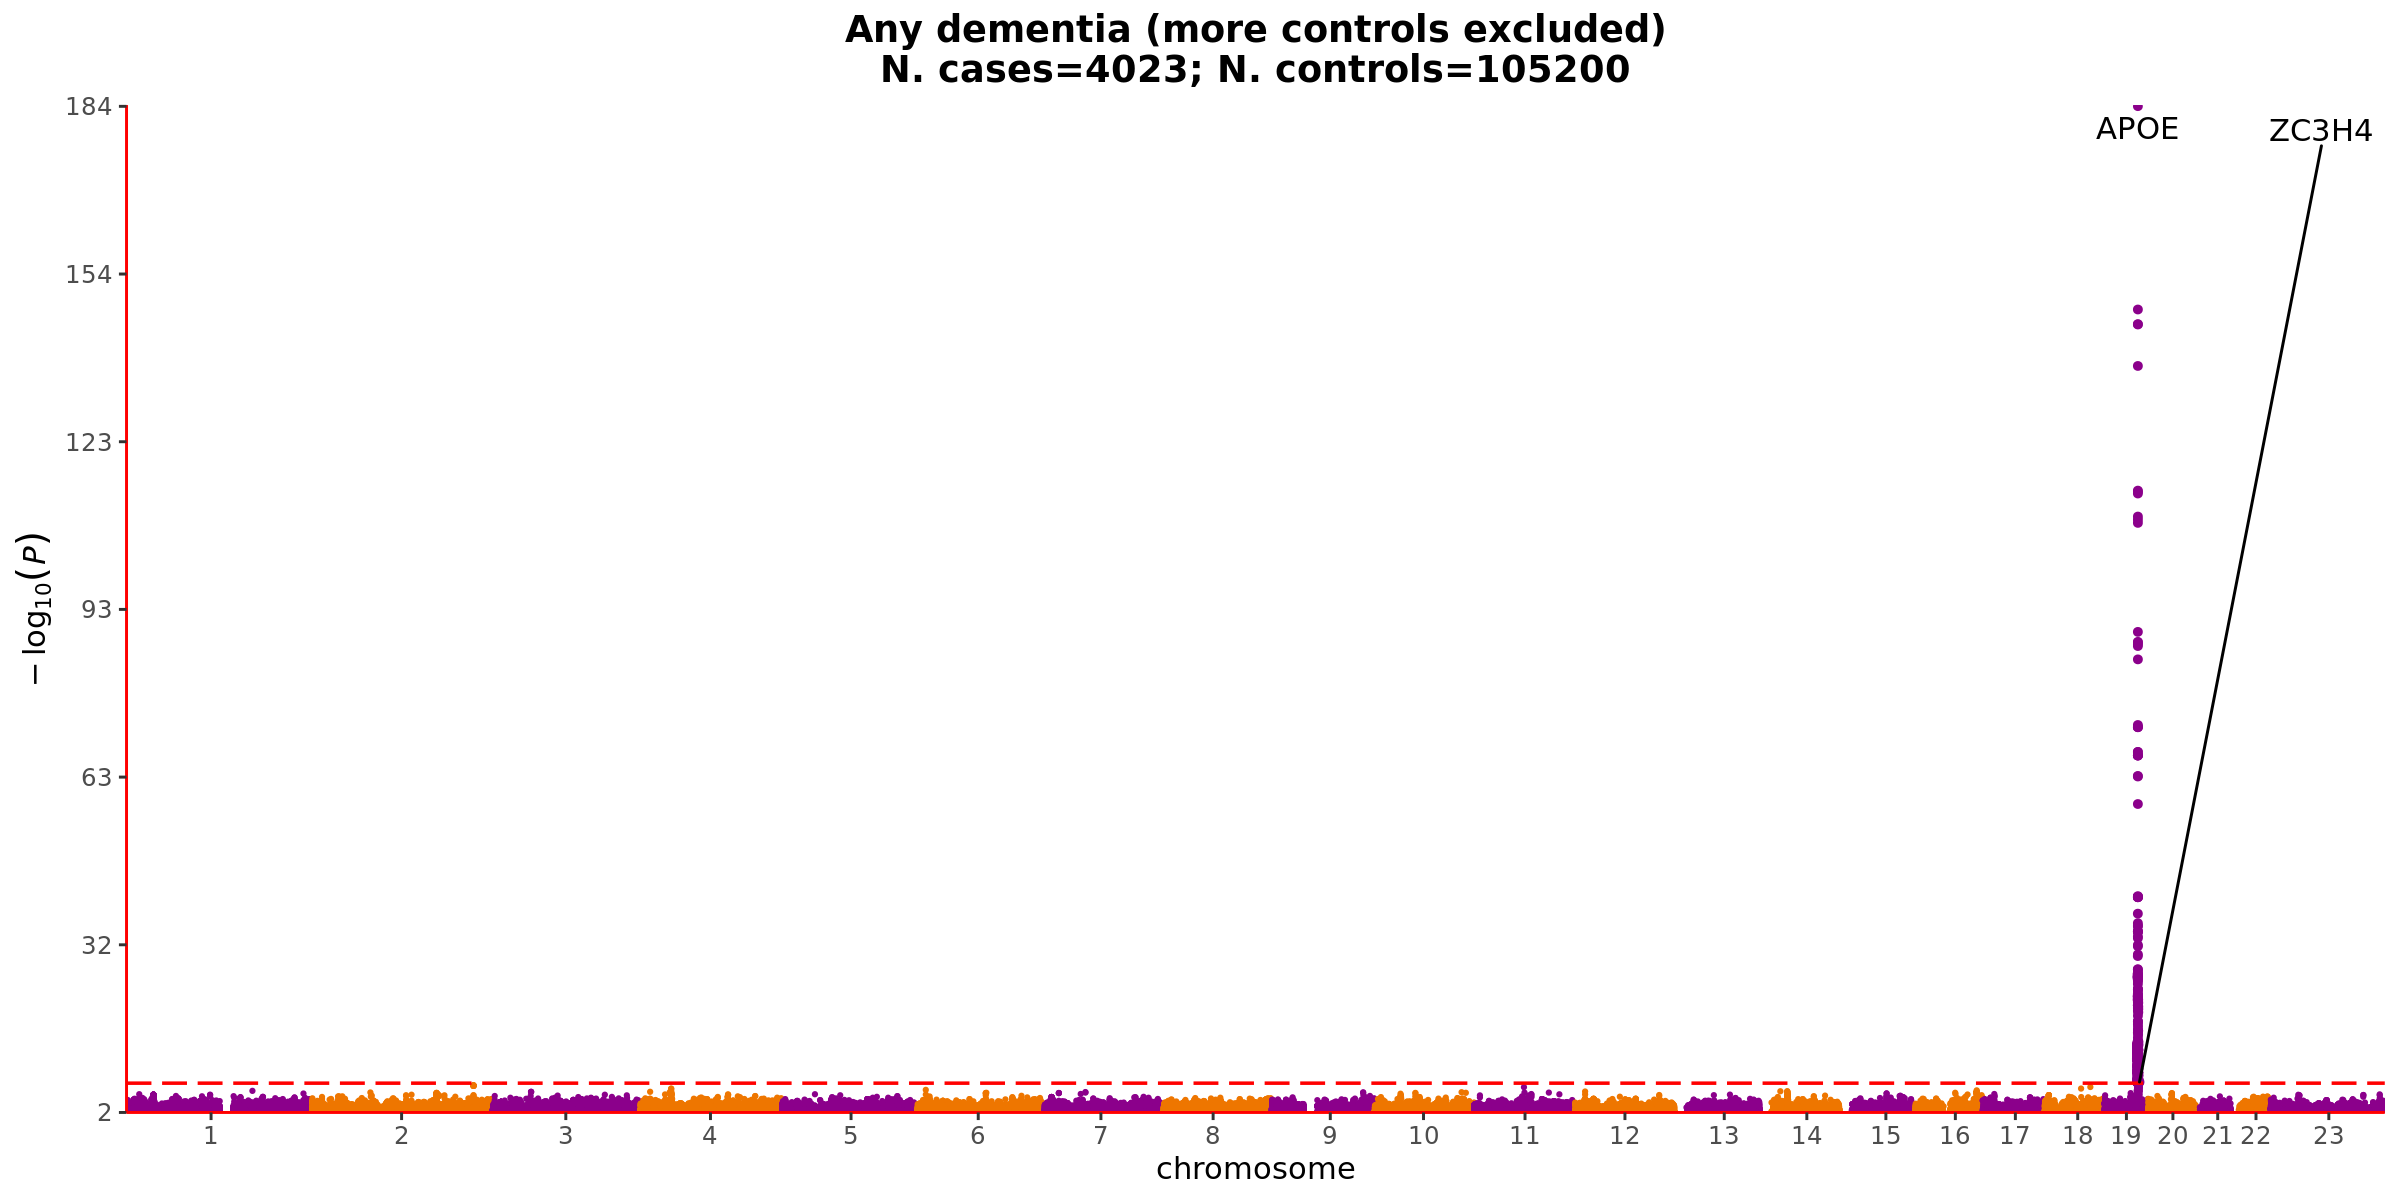 Any dementia (more controls excluded)
N. cases=4023; N. controls=105200
184
154
123
93
63
32
2
− log10(P)
APOE
ZC3H4
1 2 3 4 5 6 7 8 9 10 11 12 13 14 15 16 17 18 19 20 21 22 23
chromosome